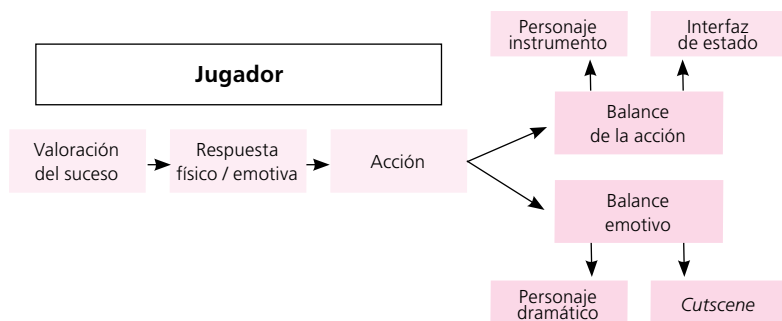 Personaje
instrumento
Interfaz
de estado
Jugador
Balance
de la acción
Valoración
del suceso
Respuesta
físico / emotiva
Acción
Balance
emotivo
Personaje
dramático
Cutscene